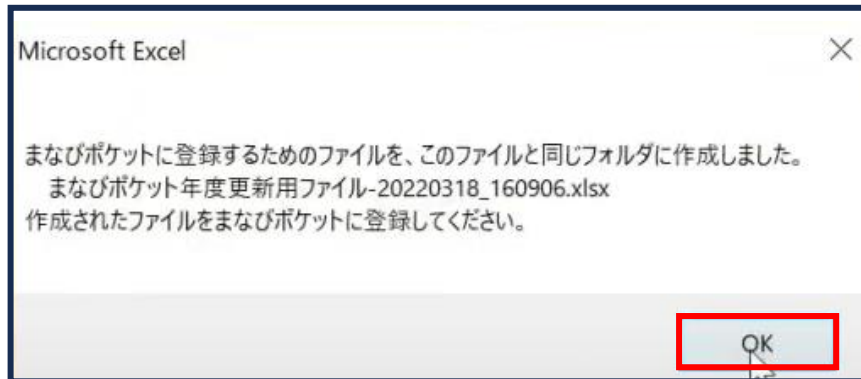 Microsoft Excel
まなびポケットに登録するためのファイルを、このファイルと同じフォルダに作成しました。
まなびポケット年度更新用ファイル-20220318_160906.xlsx
作成されたファイルをまなびポケットに登録してください。
OK